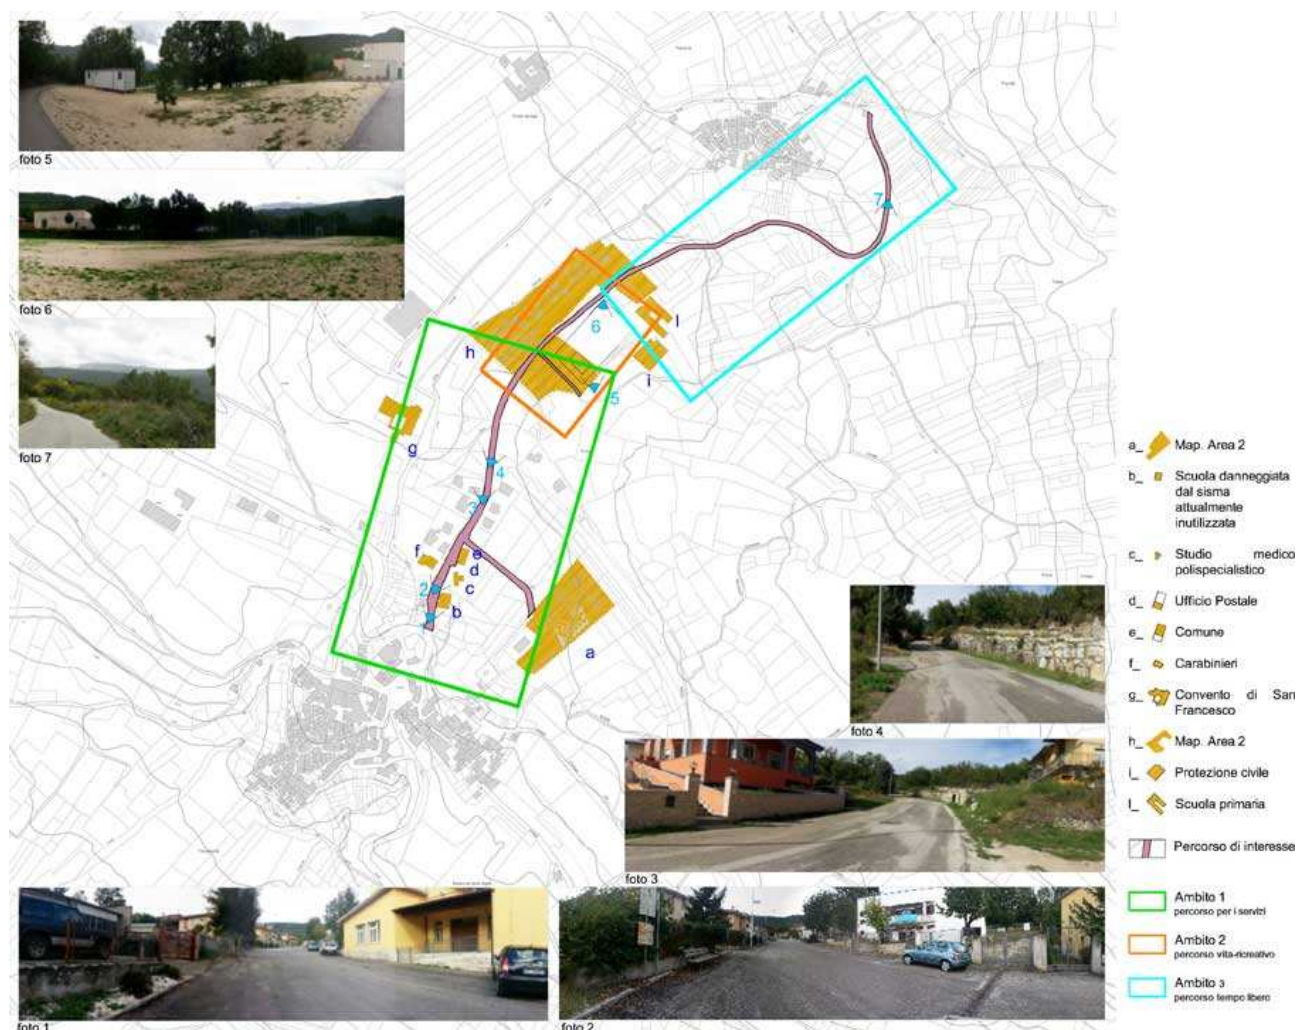 foto 5
foto 6
foto 7
7
6
h
l
i
5
g
4
3
f
e
d
2
c
b
1
a
foto 4
foto 3
foto 1
foto 2
a_ Map. Area 2
b_ Scuola danneggiata
dal sisma
attualmente
inutilizzata
c_ Studio medico
polispecialistico
d_ Ufficio Postale
e_ Comune
f_ Carabinieri
g_ Convento di San
Francesco
h_ Map. Area 2
i_ Protezione civile
l_ Scuola primaria
Percorso di interesse
Ambito 1
percorso per i servizi
Ambito 2
percorso vita-ricreativo
Ambito 3
percorso tempo libero